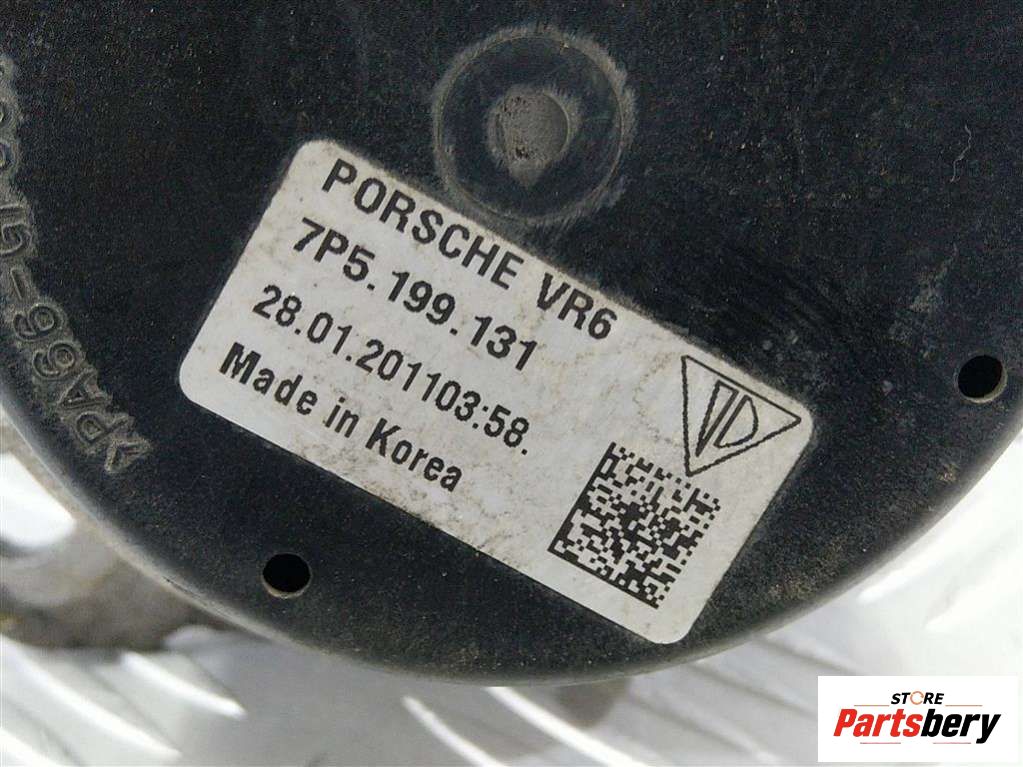 PORSCHE VR6
7P5.199.131
28.01.201103:58.
Made in Korea
STORE
Partsbery